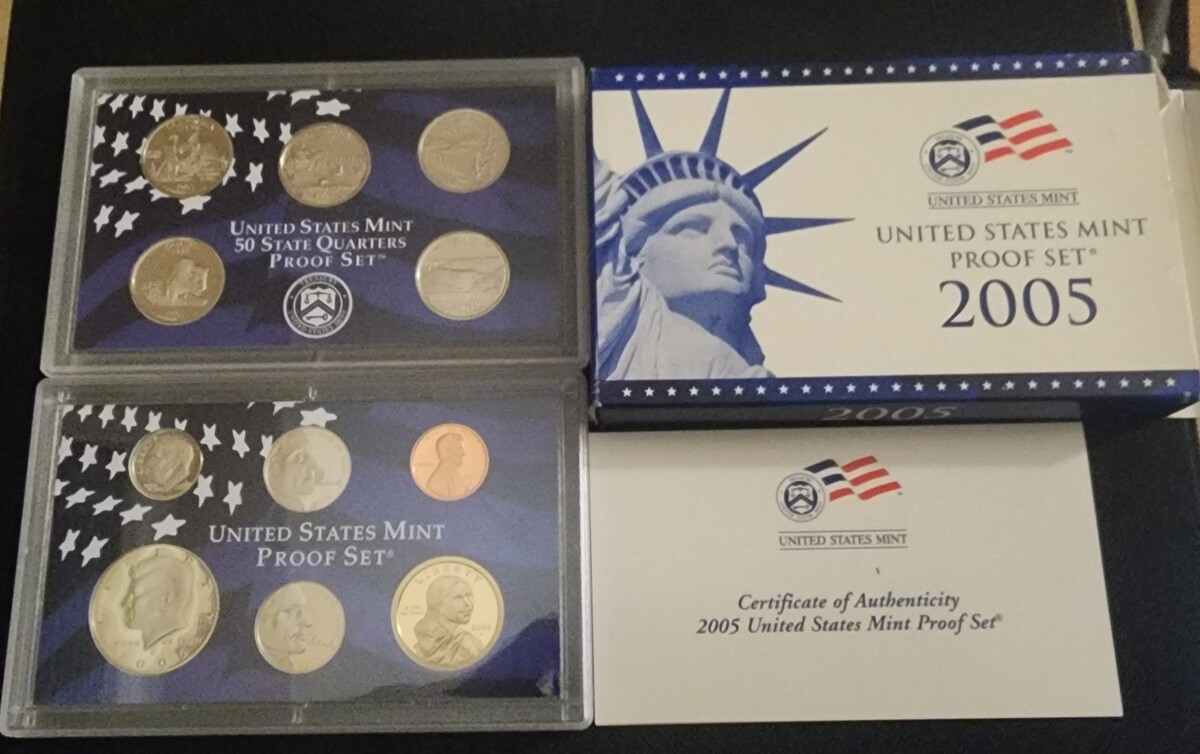 UNITED STATES MINT
50 STATE QUARTERS
PROOF SET™
UNITED STATES MINT
UNITED STATES MINT
PROOF SET®
2005
2005
UNITED STATES MINT
PROOF SET®
LIBERTY
UNITED STATES MINT
Certificate of Authenticity
2005 United States Mint Proof Set®